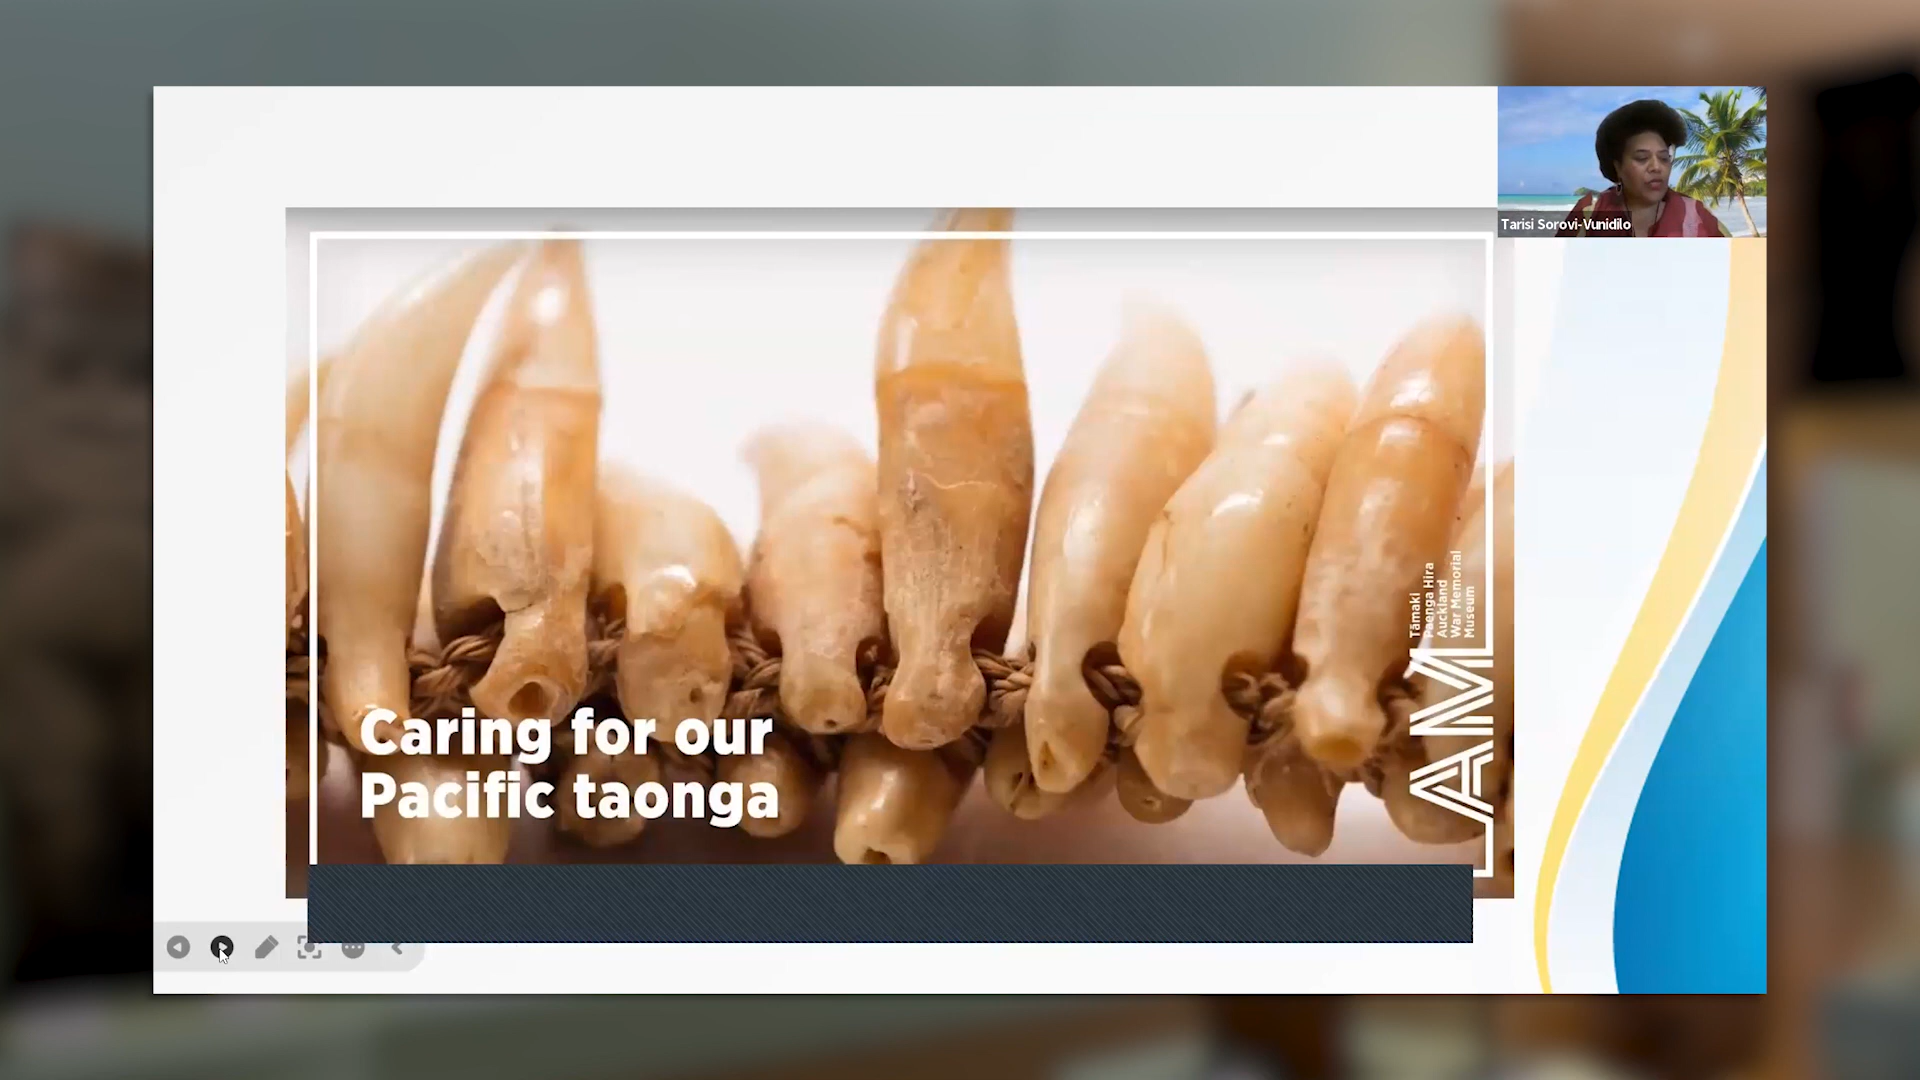 Tarisi Sorovi-Vunidilo
Tāmaki
Paenga Hira
Auckland
War Memorial
Museum
AM
Caring for our
Pacific taonga